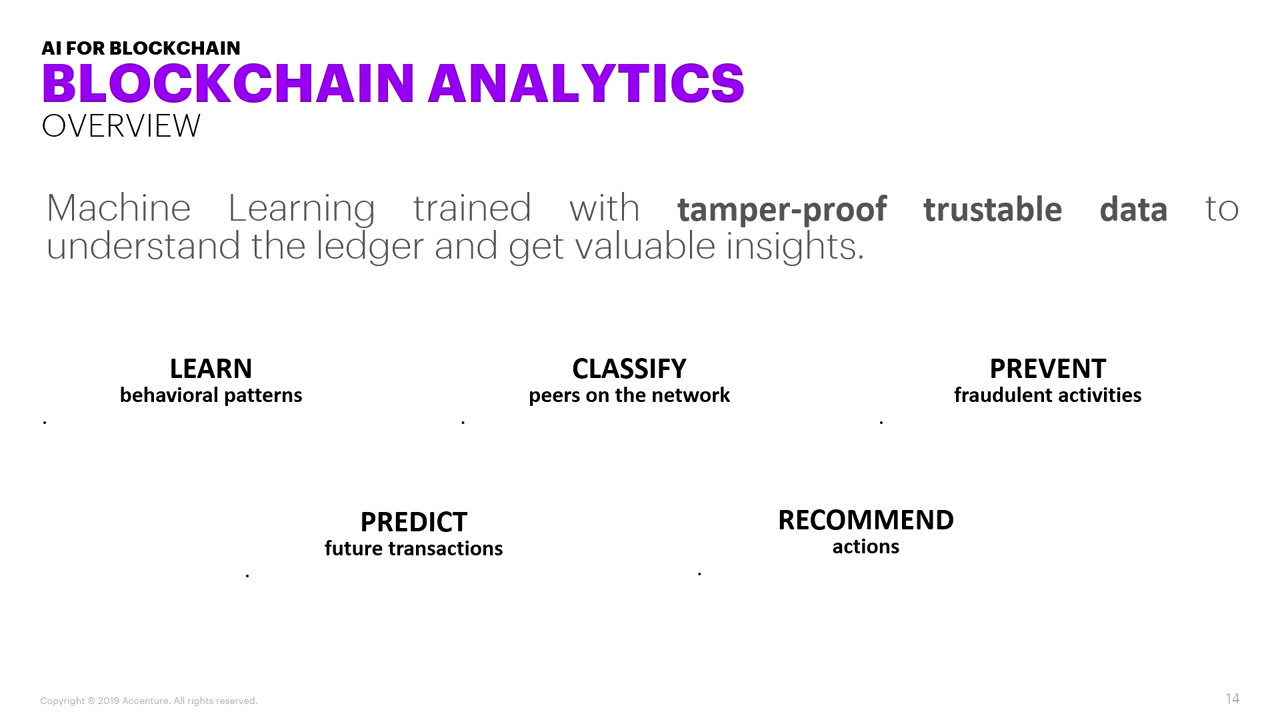 AI FOR BLOCKCHAIN
BLOCKCHAIN ANALYTICS
OVERVIEW
Machine Learning trained with tamper-proof trustable data to
understand the ledger and get valuable insights.
LEARN
behavioral patterns
CLASSIFY
peers on the network
PREVENT
fraudulent activities
PREDICT
future transactions
RECOMMEND
actions
Copyright © 2019 Accenture. All rights reserved.
14